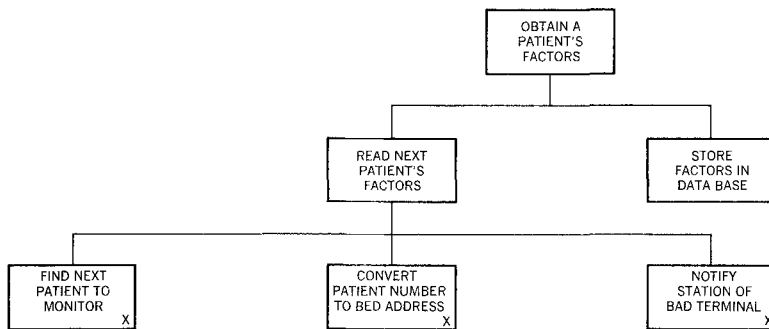 OBTAIN A
PATIENT'S
FACTORS
READ NEXT
PATIENT'S
FACTORS
STORE
FACTORS IN
DATA BASE
FIND NEXT
PATIENT TO
MONITOR
X
CONVERT
PATIENT NUMBER
TO BED ADDRESS
X
NOTIFY
STATION OF
BAD TERMINAL
X